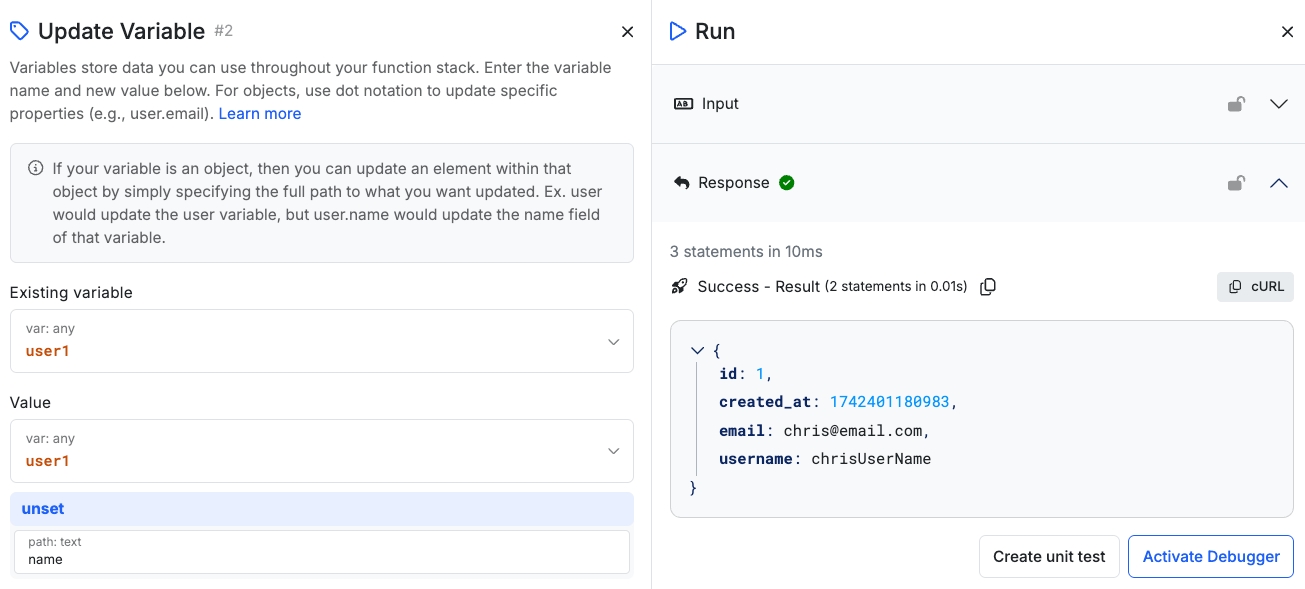 Update Variable #2
Variables store data you can use throughout your function stack. Enter the variable
name and new value below. For objects, use dot notation to update specific
properties (e.g., user.email). Learn more
If your variable is an object, then you can update an element within that
object by simply specifying the full path to what you want updated. Ex. user
would update the user variable, but user.name would update the name field
of that variable.
Existing variable
var: any
user1
Value
var: any
user1
unset
path: text
name
Run
Input
Response
3 statements in 10ms
Success - Result (2 statements in 0.01s)
cURL
{
id: 1,
created_at: 1742401180983,
email: chris@email.com,
username: chrisUserName
}
Create unit test
Activate Debugger